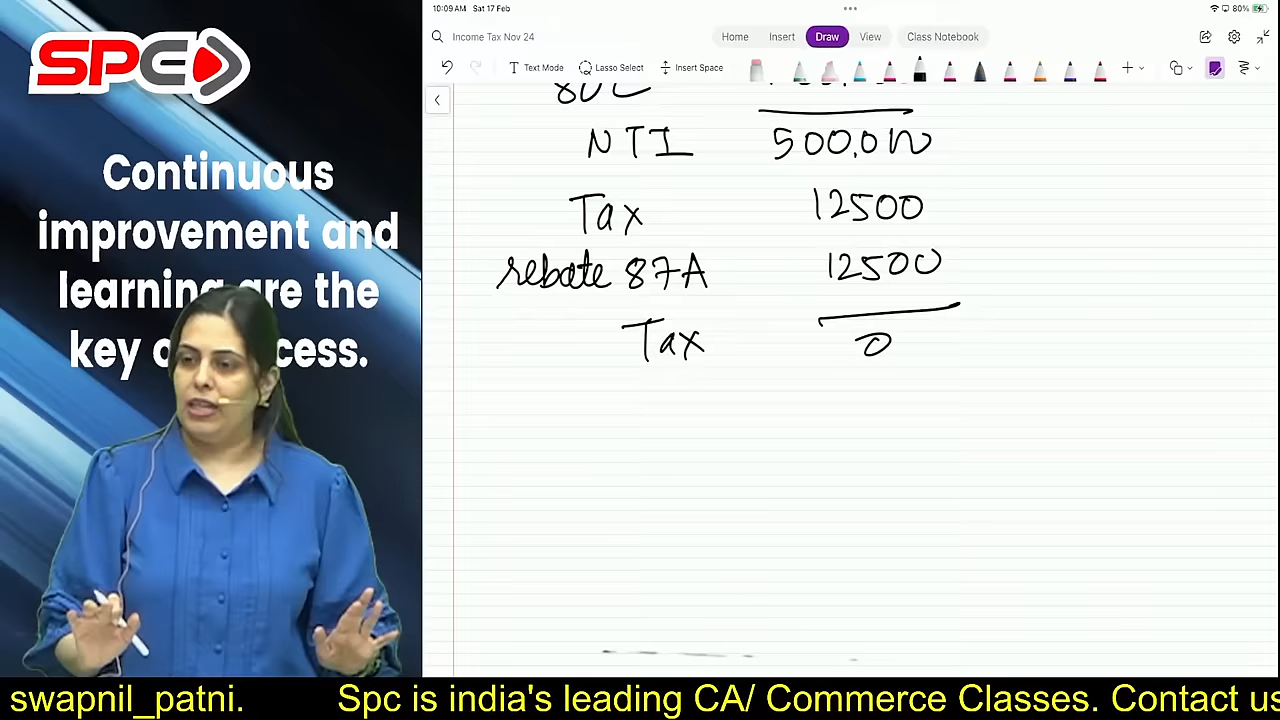 10:09 AM Sat 17 Feb
80%
Income Tax Nov 24
Home Insert Draw View Class Notebook
Text Mode Lasso Select Insert Space
SPC
Continuous
improvement and
learning are the
key
cess.
80C
NTI 500,000
Tax 12500
rebate 87A 12500
Tax 0
swapnil_patni. Spc is india's leading CA/ Commerce Classes. Contact us